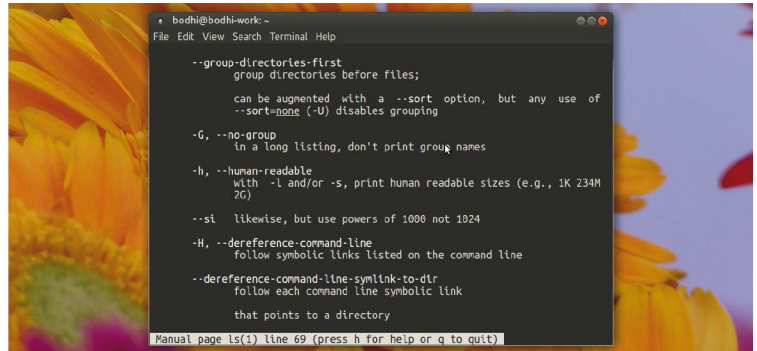 bodhi@bodhi-work: ~
File Edit View Search Terminal Help
--group-directories-first
group directories before files;
can be augmented with a --sort option, but any use of
--sort=none (-U) disables grouping
-G, --no-group
in a long listing, don't print group names
-h, --human-readable
with -l and/or -s, print human readable sizes (e.g., 1K 234M
2G)
--si likewise, but use powers of 1000 not 1024
-H, --dereference-command-line
follow symbolic links listed on the command line
--dereference-command-line-symlink-to-dir
follow each command line symbolic link
that points to a directory
Manual page ls(1) line 69 (press h for help or q to quit)